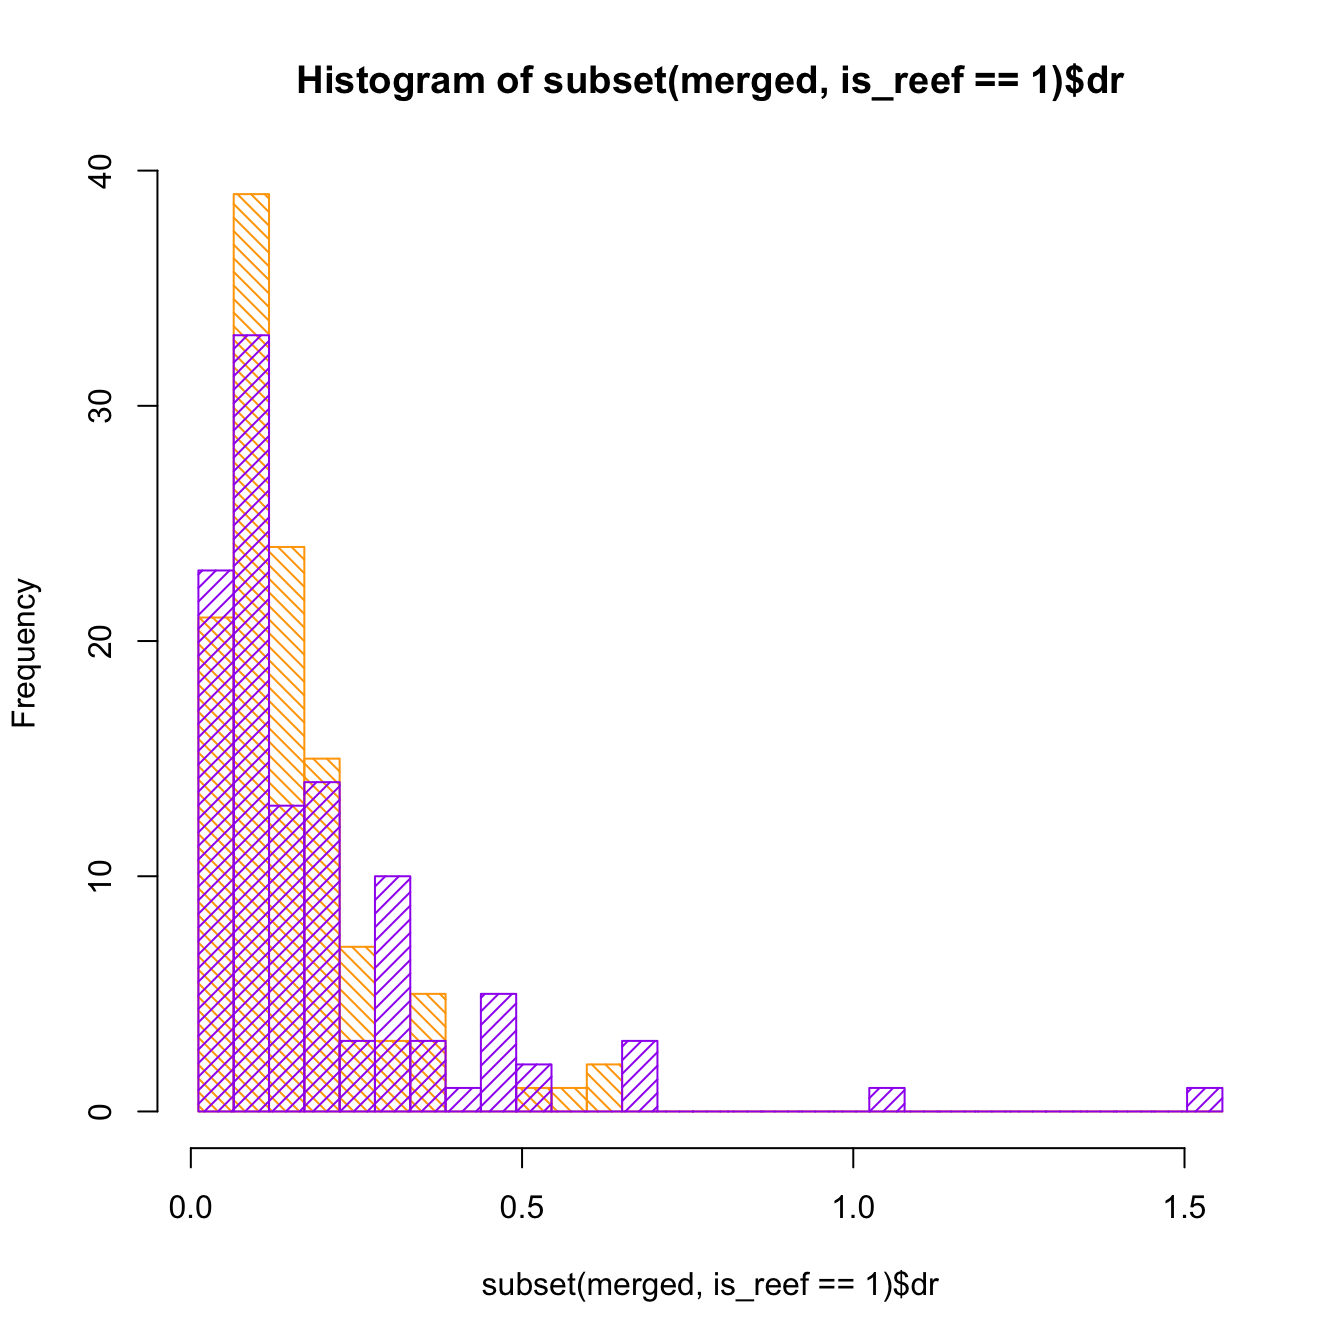 Histogram of subset(merged, is_reef == 1)$dr
40
30
20
10
0
Frequency
0.0 0.5 1.0 1.5
subset(merged, is_reef == 1)$dr